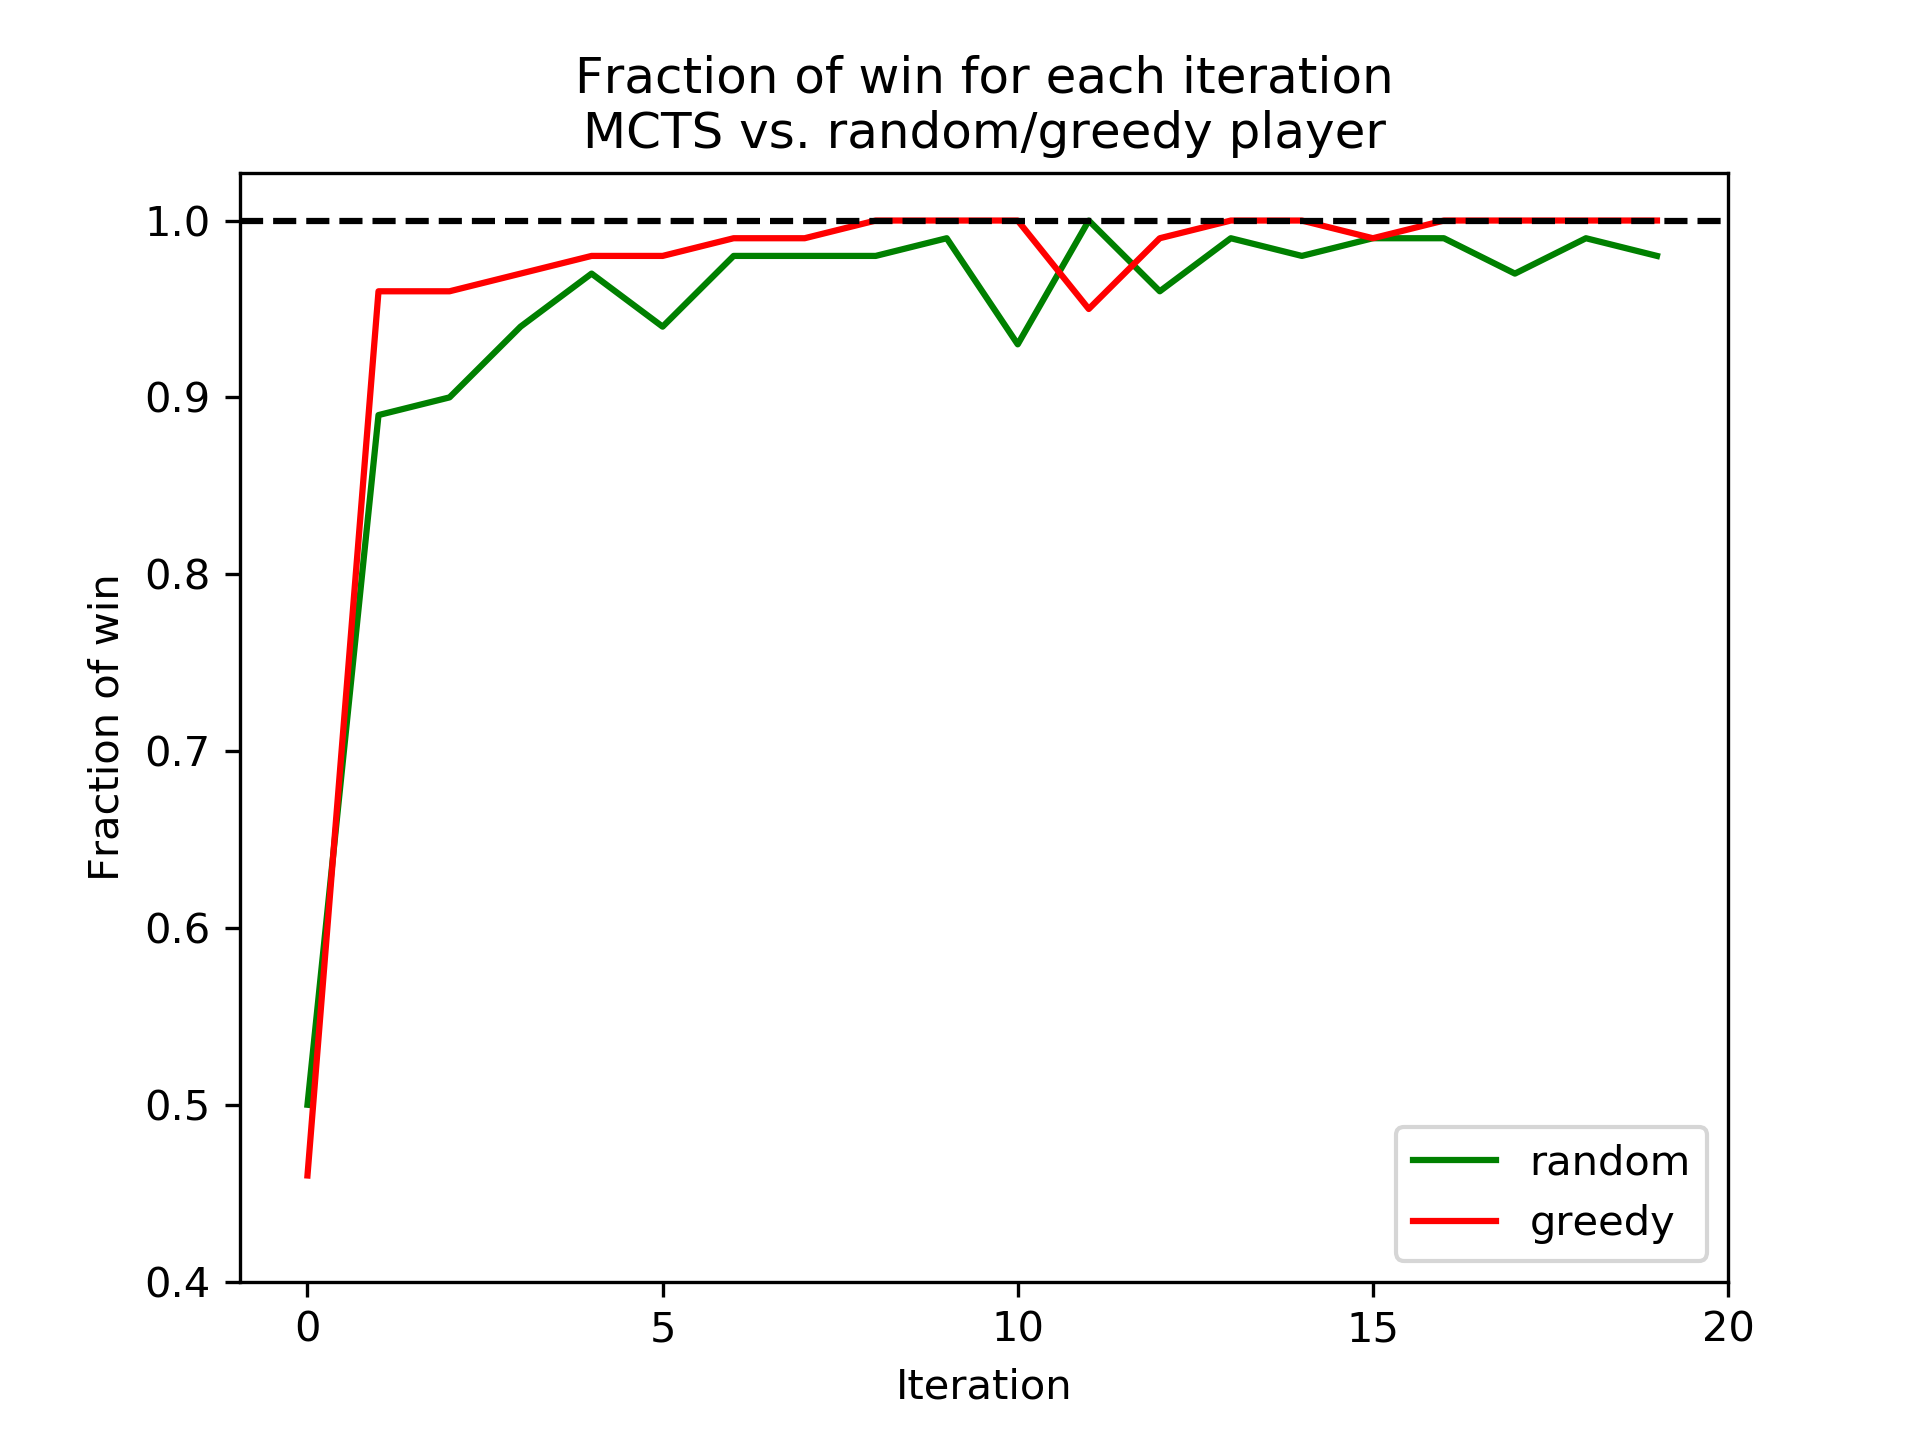 Fraction of win for each iteration
MCTS vs. random/greedy player
Fraction of win
1.0
0.9
0.8
0.7
0.6
0.5
0.4
0 5 10 15 20
Iteration
random
greedy